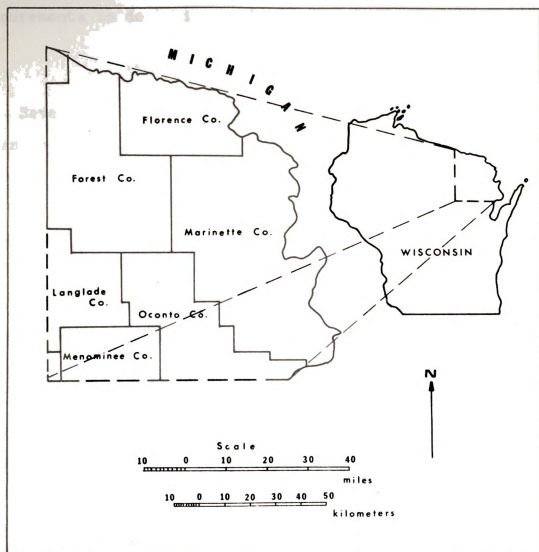 MICHIGAN
Florence Co.
Forest Co.
Marinette Co.
WISCONSIN
Langlade
Co.
Oconto Co.
Menominee Co.
N
Scale
10 0 10 20 30 40
miles
10 0 10 20 30 40 50
kilometers